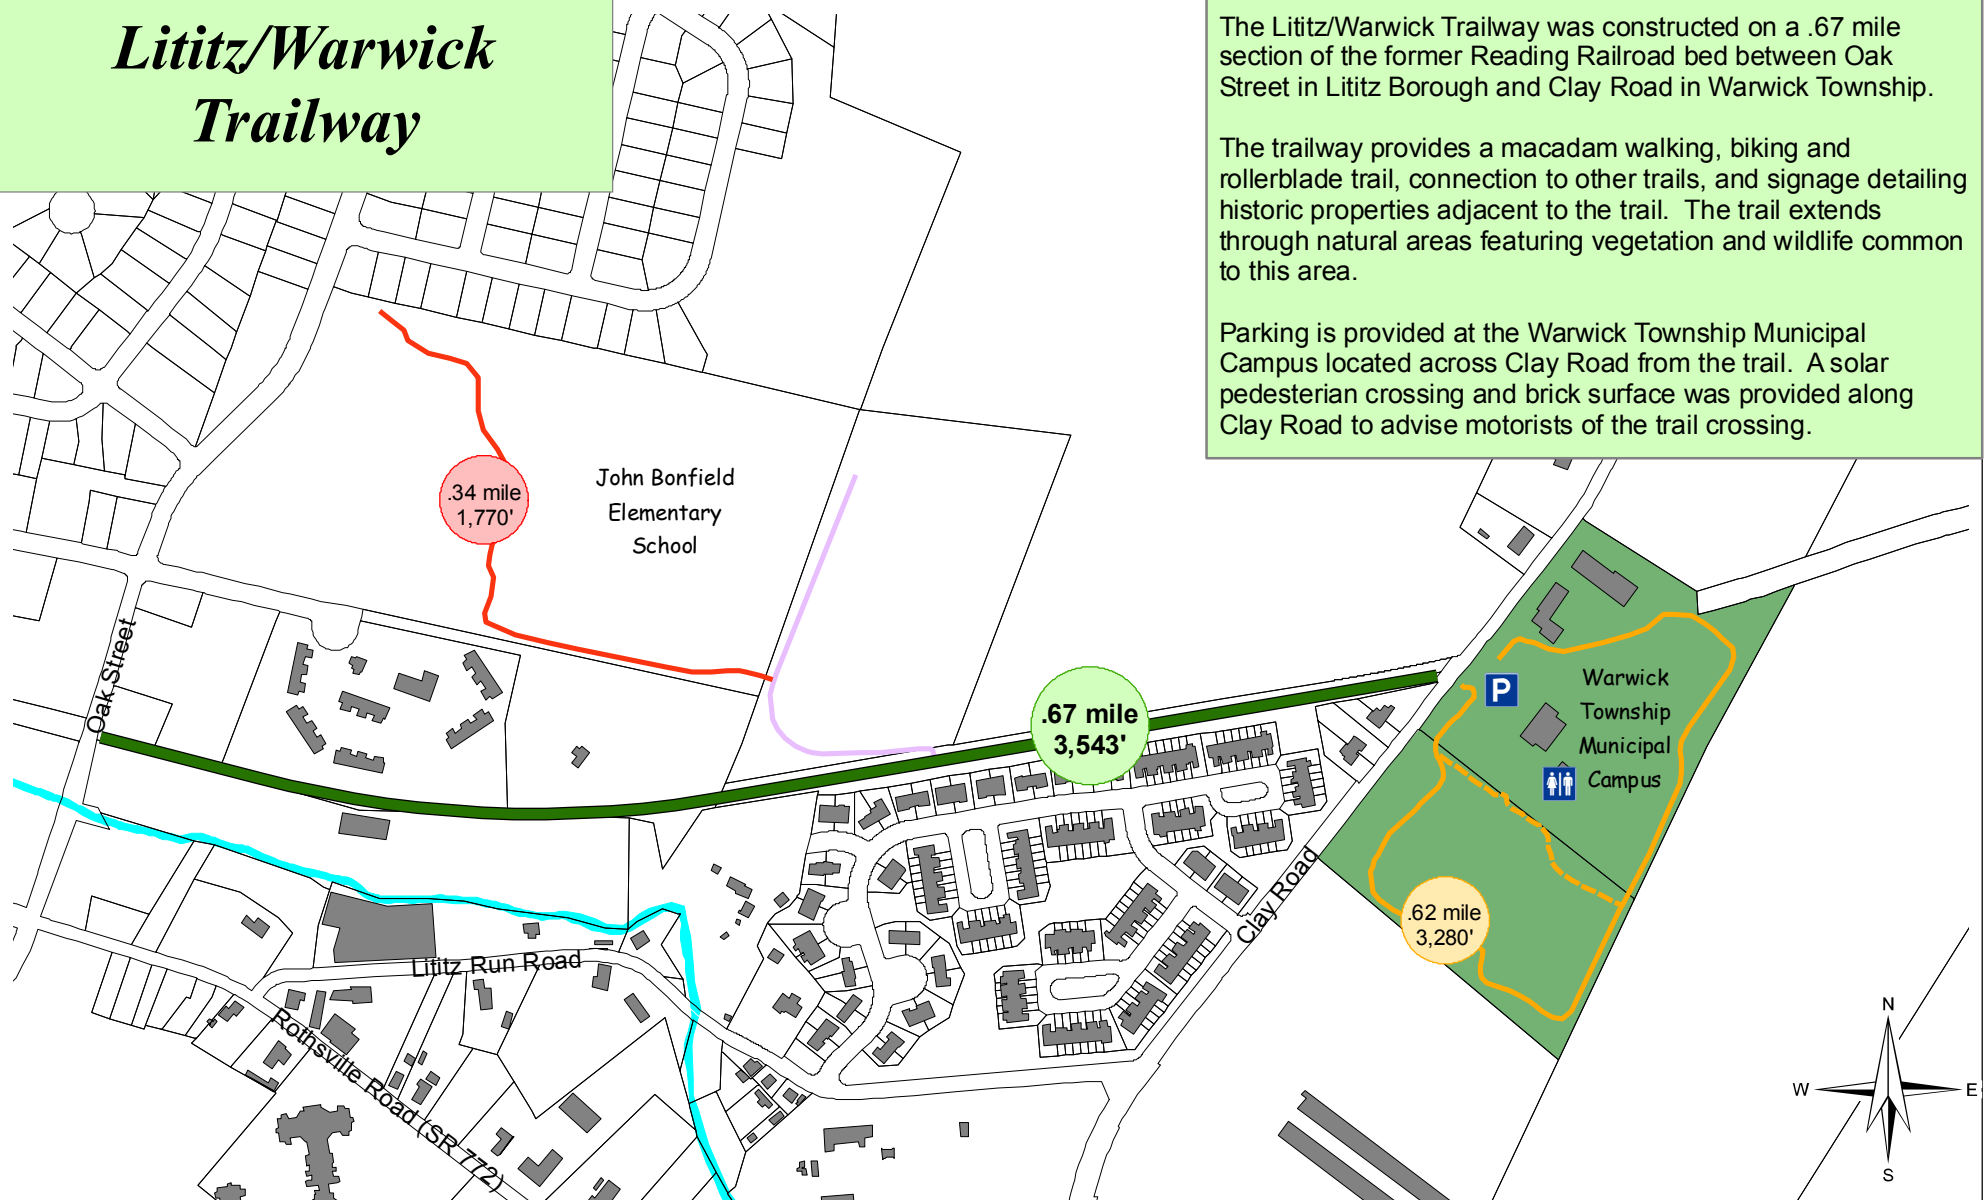 Lititz/Warwick
Trailway
The Lititz/Warwick Trailway was constructed on a .67 mile
section of the former Reading Railroad bed between Oak
Street in Lititz Borough and Clay Road in Warwick Township.
The trailway provides a macadam walking, biking and
rollerblade trail, connection to other trails, and signage detailing
historic properties adjacent to the trail.  The trail extends
through natural areas featuring vegetation and wildlife common
to this area.
Parking is provided at the Warwick Township Municipal
Campus located across Clay Road from the trail.  A solar
pedesterian crossing and brick surface was provided along
Clay Road to advise motorists of the trail crossing.
.34 mile
1,770'
John Bonfield
Elementary
School
Oak Street
.67 mile
3,543'
P
Warwick
Township
Municipal
Campus
Clay Road
.62 mile
3,280'
Lititz Run Road
Rothsville Road (SR 772)
N
W
E
S